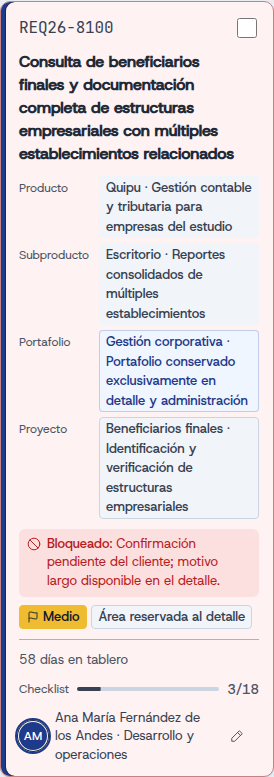 REQ26-8100
Consulta de beneficiarios
finales y documentación
completa de estructuras
empresariales con múltiples
establecimientos relacionados
Producto
Quipu · Gestión contable
y tributaria para
empresas del estudio
Subproducto
Escritorio · Reportes
consolidados de
múltiples
establecimientos
Portafolio
Gestión corporativa ·
Portafolio conservado
exclusivamente en
detalle y administración
Proyecto
Beneficiarios finales ·
Identificación y
verificación de
estructuras
empresariales
Bloqueado: Confirmación
pendiente del cliente; motivo
largo disponible en el detalle.
Medio
Área reservada al detalle
58 días en tablero
Checklist 3/18
AM
Ana María Fernández de
los Andes · Desarrollo y
operaciones